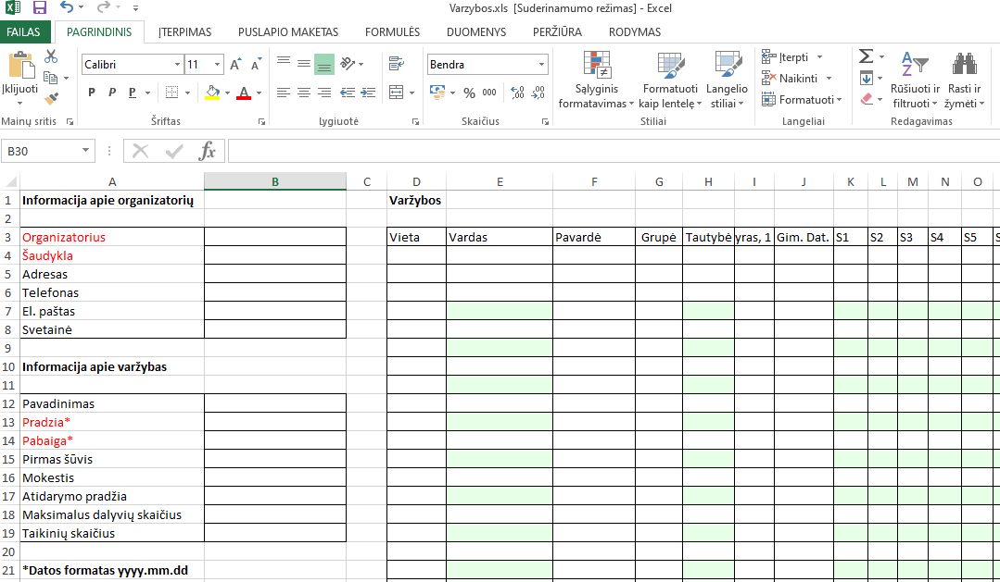 Varzybos.xls [Suderinamumo režimas] - Excel
FAILAS PAGRINDINIS ĮTERPIMAS PUSLAPIO MAKETAS FORMULĖS DUOMENYS PERŽIŪRA RODYMAS
Calibri 11 Bendra Sąlyginis formatavimas Formatuoti kaip lentelę Langelio stiliai Įterpti Naikinti Formatuoti Rūšiuoti ir filtruoti Rasti ir žymėti
Įklijuoti P P P % 000
Mainų sritis Šriftas Lygiuotė Skaičius Stiliai Langeliai Redagavimas
B30 fx
A B C D E F G H I J K L M N O
1 Informacija apie organizatorių Varžybos
2
3 Organizatorius Vieta Vardas Pavardė Grupė Tautybė yras, 1 Gim. Dat. S1 S2 S3 S4 S5 S
4 Šaudykla
5 Adresas
6 Telefonas
7 El. paštas
8 Svetainė
9
10 Informacija apie varžybas
11
12 Pavadinimas
13 Pradzia*
14 Pabaiga*
15 Pirmas šūvis
16 Mokestis
17 Atidarymo pradžia
18 Maksimalus dalyvių skaičius
19 Taikinių skaičius
20
21 *Datos formatas yyyy.mm.dd